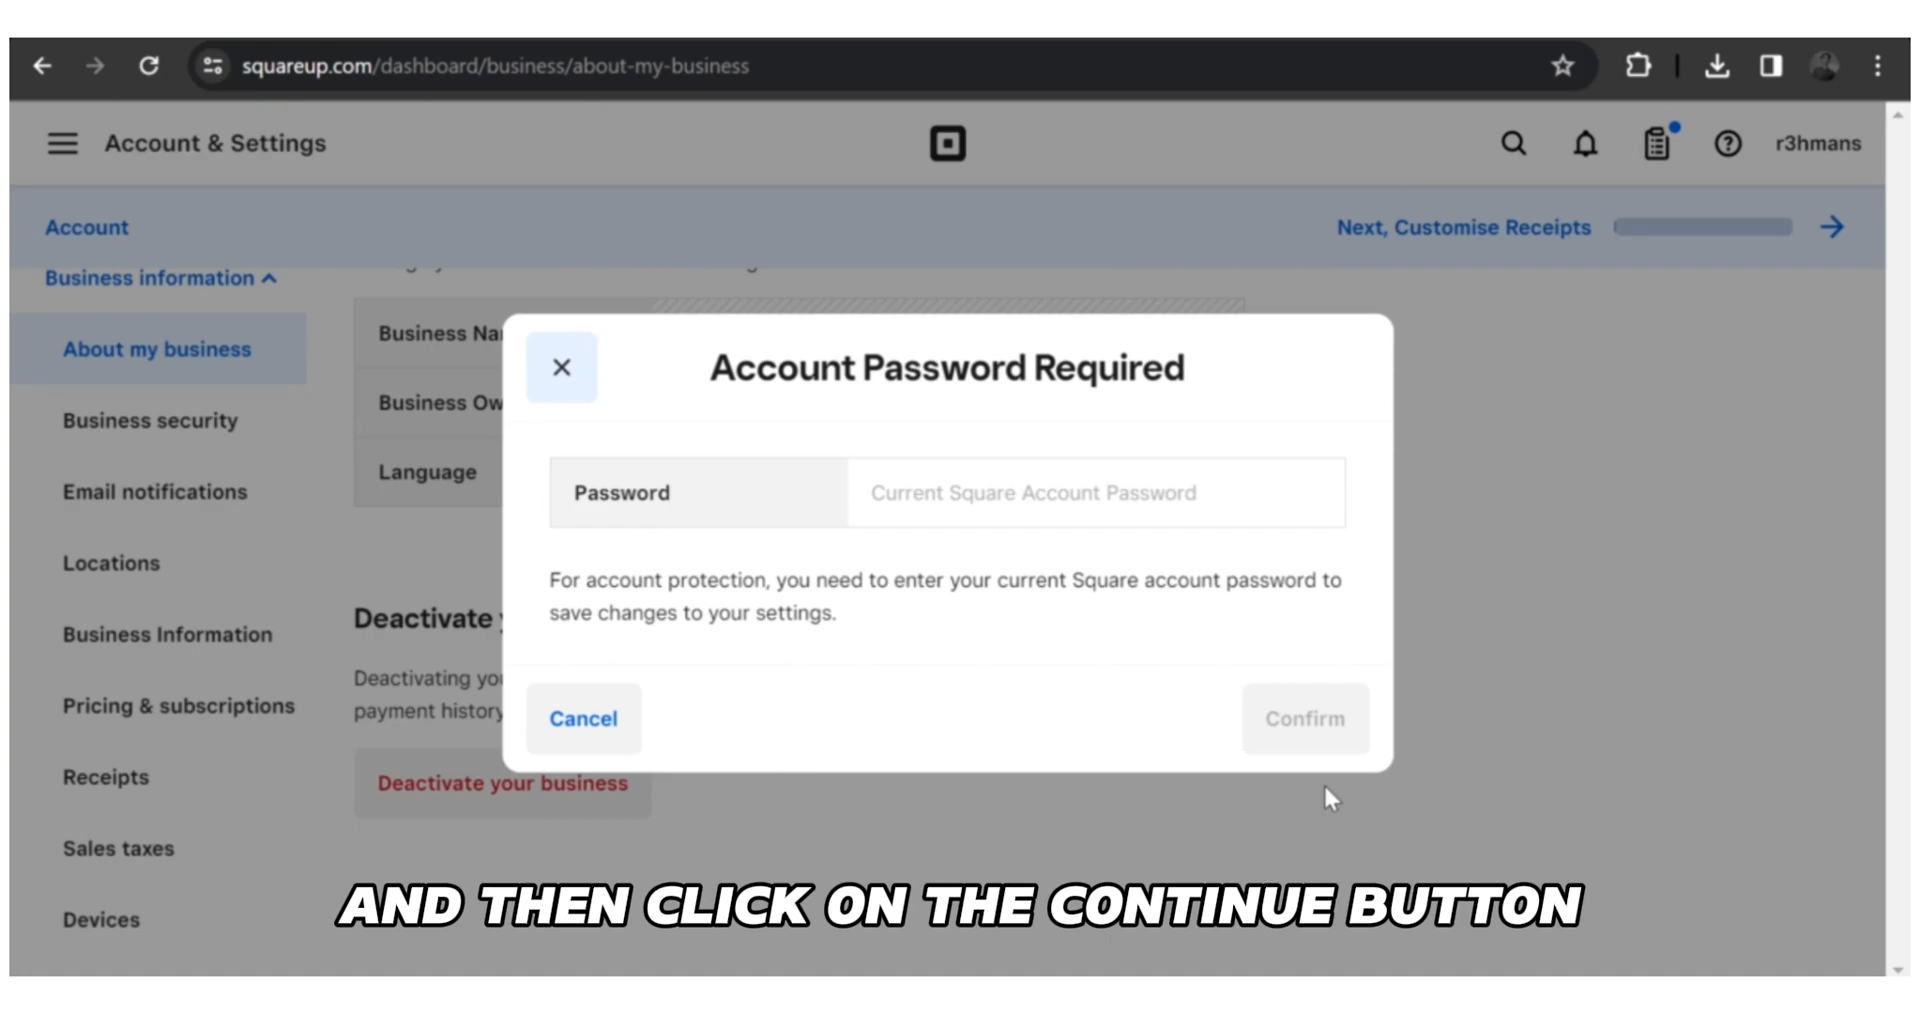 squareup.com/dashboard/business/about-my-business
Account & Settings
r3hmans
Account
Next, Customise Receipts
Business information
About my business
Business security
Email notifications
Locations
Business Information
Pricing & subscriptions
Receipts
Sales taxes
Devices
Business Na
Business Ow
Language
Deactivate
Deactivating you
payment history
Deactivate your business
Account Password Required
Password
Current Square Account Password
For account protection, you need to enter your current Square account password to
save changes to your settings.
Cancel
Confirm
AND THEN CLICK ON THE CONTINUE BUTTON